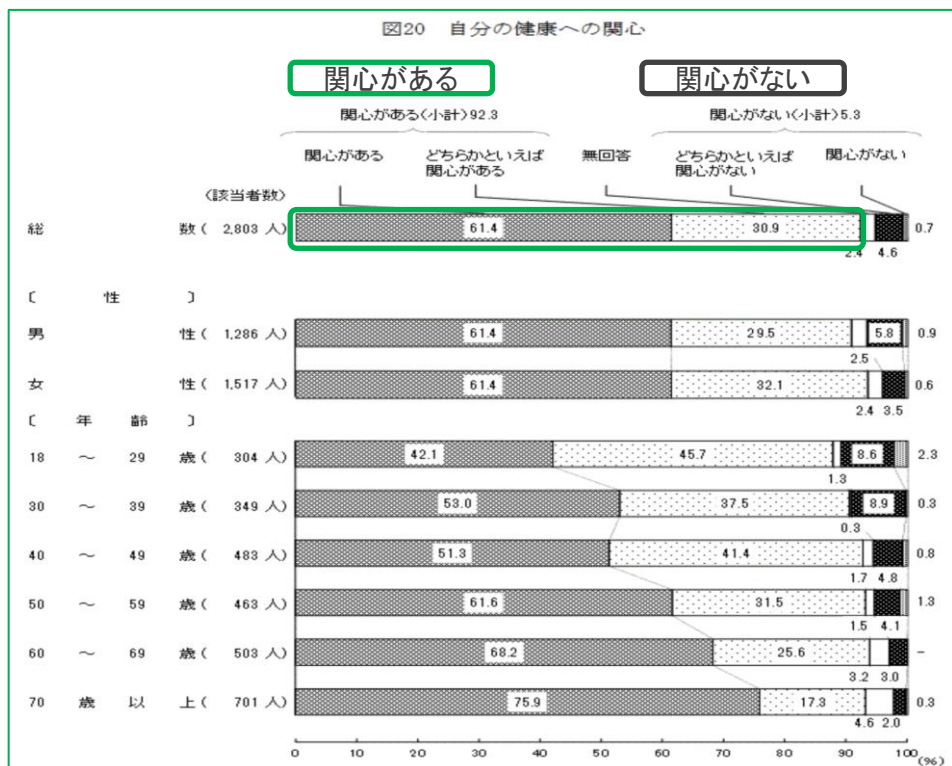 図20 自分の健康への関心
関心がある 関心がない
関心がある(小計)92.3 関心がない(小計)5.3
関心がある どちらかといえば関心がある 無回答 どちらかといえば関心がない 関心がない
(該当者数)
総 数( 2,803 人) 61.4 30.9 2.4 4.6 0.7
〔 性 〕
男 性( 1,286 人) 61.4 29.5 2.5 5.8 0.9
女 性( 1,517 人) 61.4 32.1 2.4 3.5 0.6
〔 年 齢 〕
18 ~ 29 歳( 304 人) 42.1 45.7 1.3 8.6 2.3
30 ~ 39 歳( 349 人) 53.0 37.5 0.3 8.9 0.3
40 ~ 49 歳( 483 人) 51.3 41.4 1.7 4.8 0.8
50 ~ 59 歳( 463 人) 61.6 31.5 1.5 4.1 1.3
60 ~ 69 歳( 503 人) 68.2 25.6 3.2 3.0 -
70 歳 以 上( 701 人) 75.9 17.3 4.6 2.0 0.3
0 10 20 30 40 50 60 70 80 90 100(%)